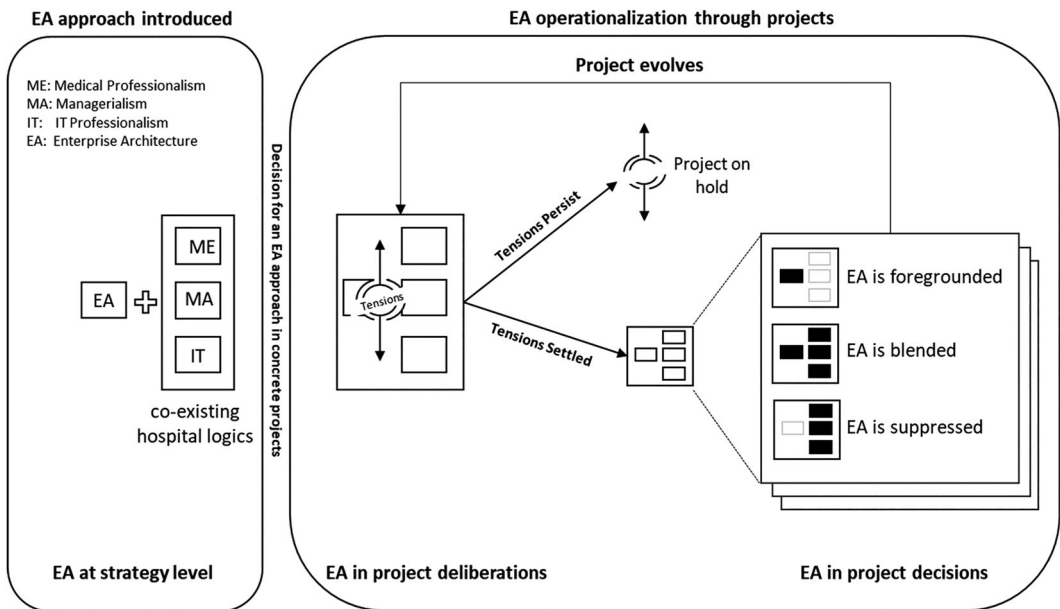 EA approach introduced
EA operationalization through projects
ME: Medical Professionalism
MA: Managerialism
IT: IT Professionalism
EA: Enterprise Architecture
EA
ME
MA
IT
co-existing
hospital logics
EA at strategy level
Decision for an EA approach in concrete projects
Project evolves
Tensions
Tensions Persist
Project on
hold
Tensions Settled
EA is foregrounded
EA is blended
EA is suppressed
EA in project deliberations
EA in project decisions